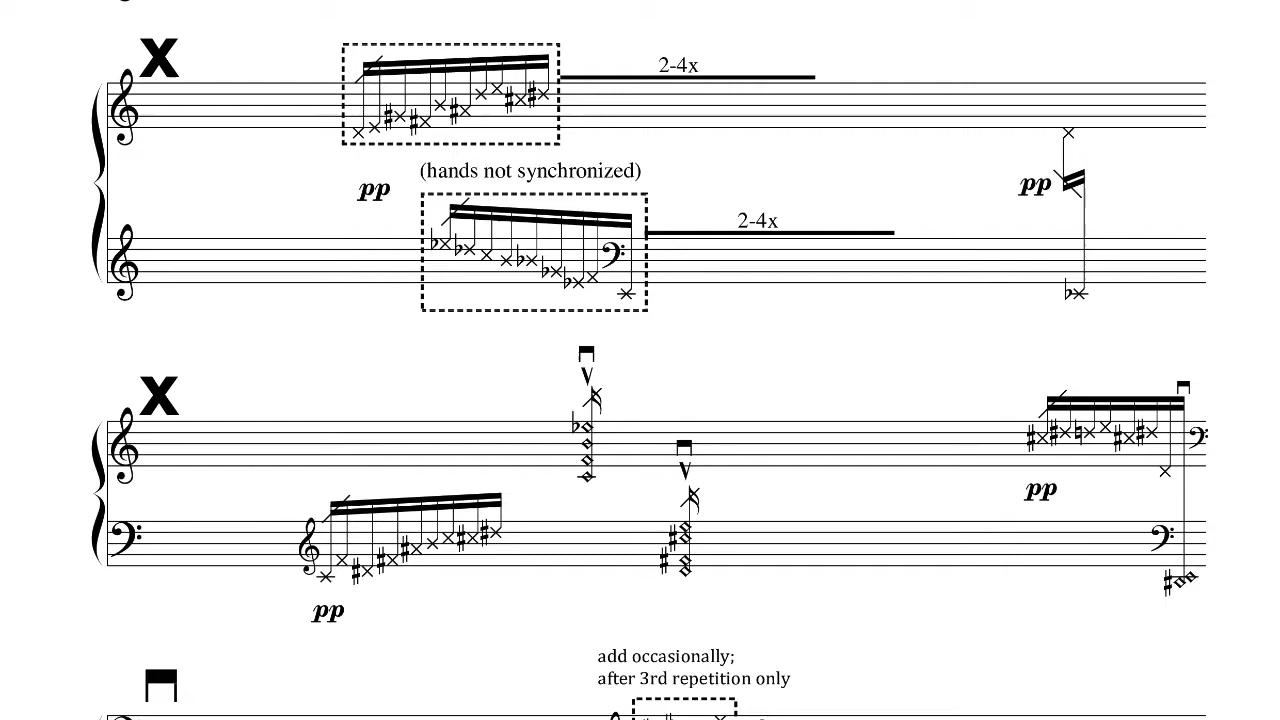 X
2-4x
(hands not synchronized)
pp
pp
2-4x
X
pp
pp
add occasionally;
after 3rd repetition only